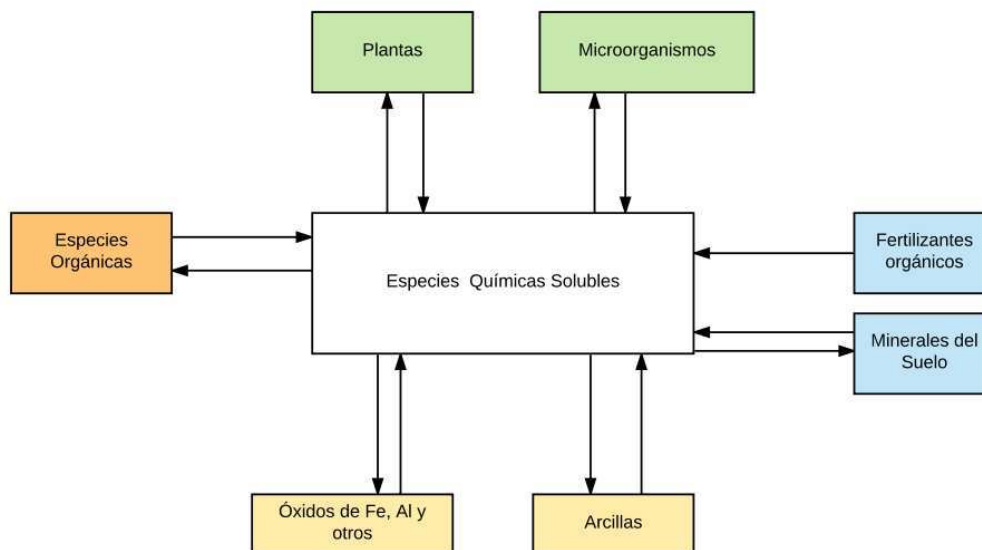 Plantas
Microorganismos
Especies
Orgánicas
Especies Químicas Solubles
Fertilizantes
orgánicos
Minerales del
Suelo
Óxidos de Fe, Al y
otros
Arcillas